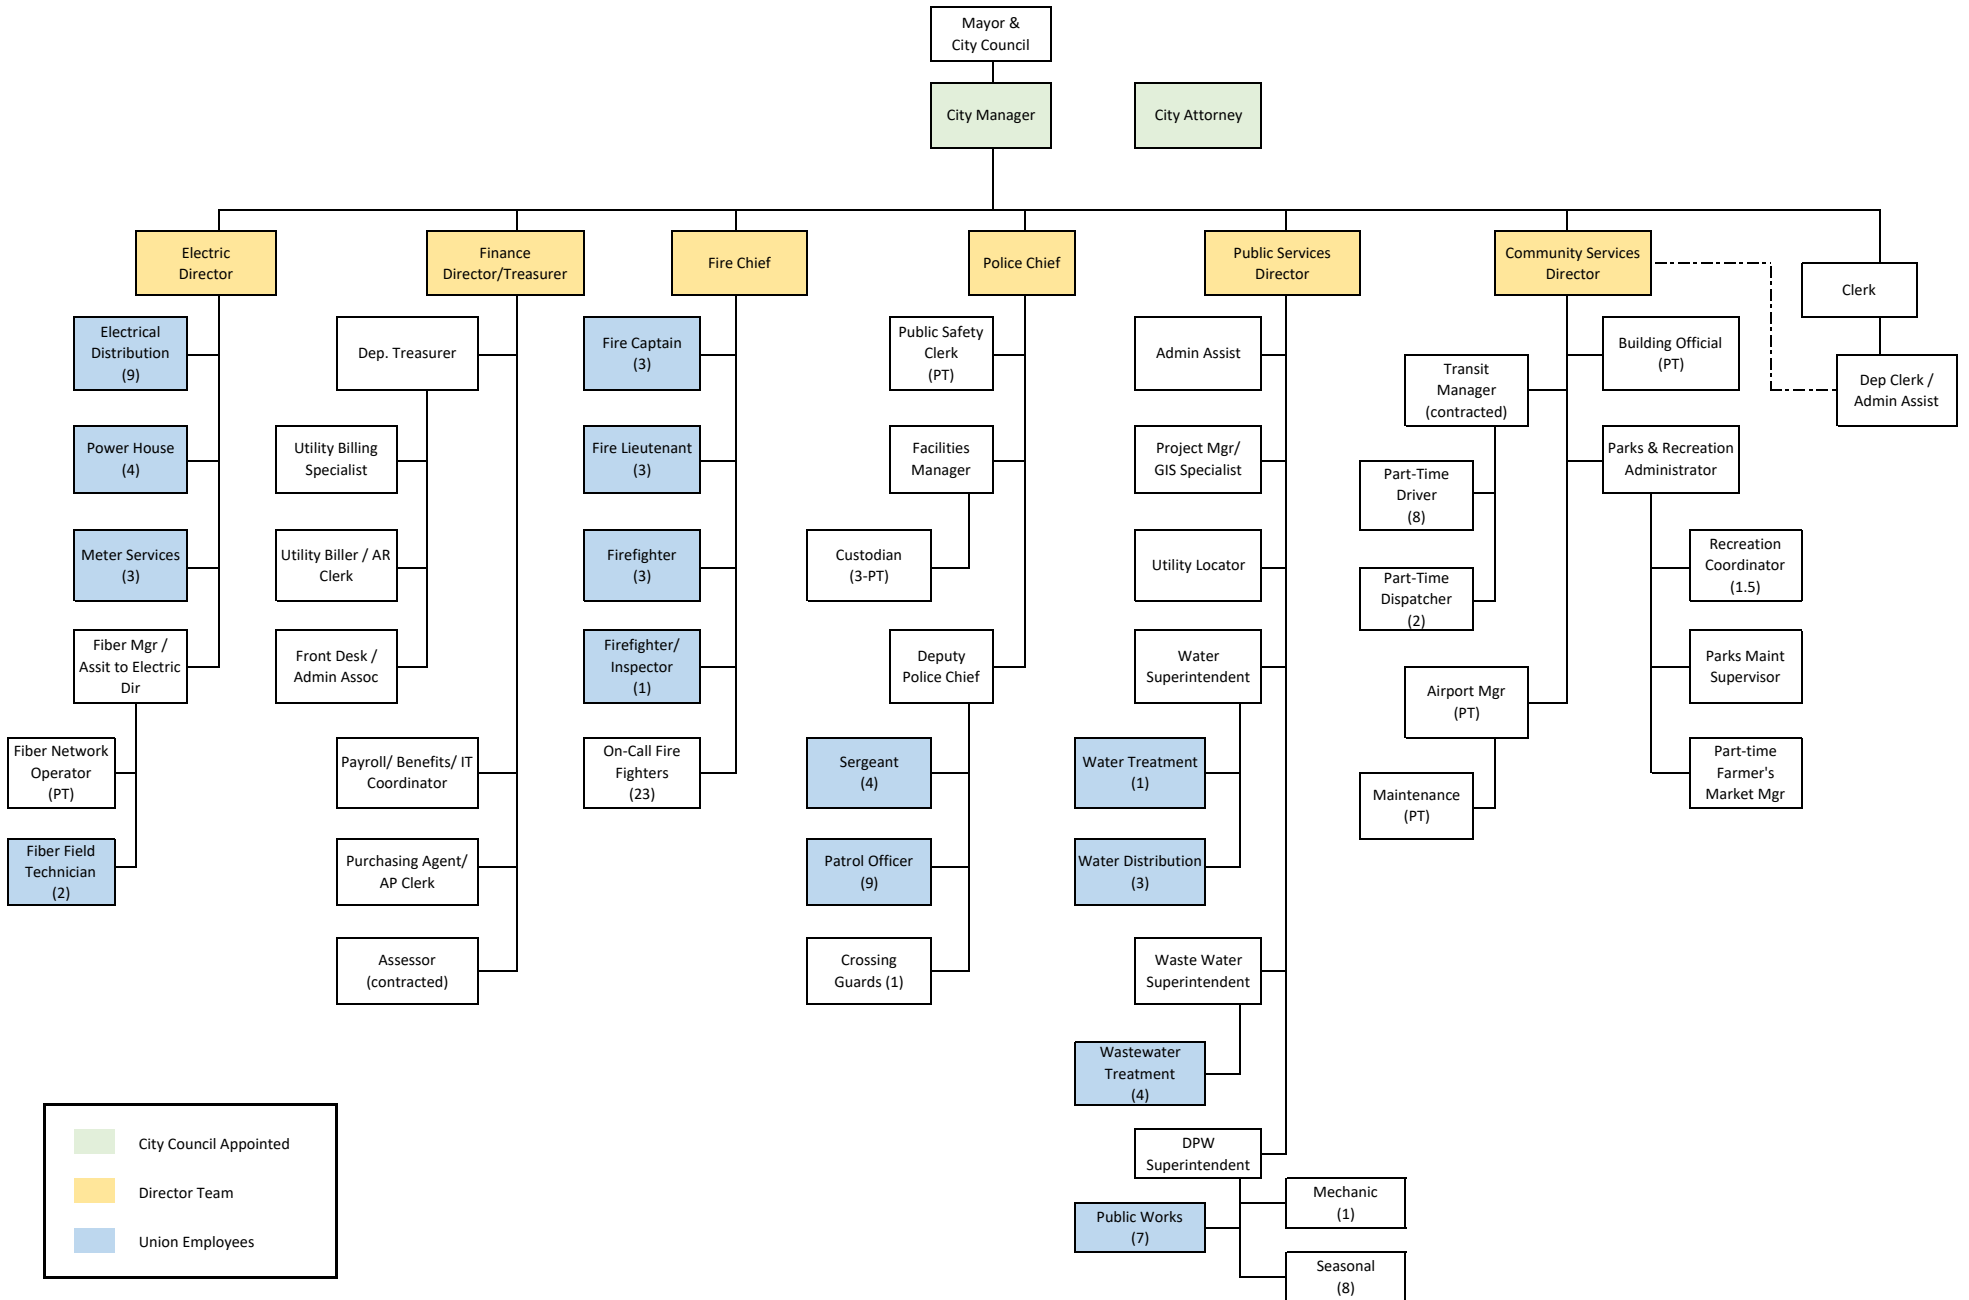 Mayor &
City Council
City Manager
City Attorney
Electric
Director
Finance
Director/Treasurer
Fire Chief
Police Chief
Public Services
Director
Community Services
Director
Clerk
Electrical
Distribution
(9)
Power House
(4)
Meter Services
(3)
Fiber Mgr /
Assit to Electric
Dir
Fiber Network
Operator
(PT)
Fiber Field
Technician
(2)
Dep. Treasurer
Utility Billing
Specialist
Utility Biller / AR
Clerk
Front Desk /
Admin Assoc
Payroll/ Benefits/ IT
Coordinator
Purchasing Agent/
AP Clerk
Assessor
(contracted)
Fire Captain
(3)
Fire Lieutenant
(3)
Firefighter
(3)
Firefighter/
Inspector
(1)
On-Call Fire
Fighters
(23)
Public Safety
Clerk
(PT)
Facilities
Manager
Custodian
(3-PT)
Deputy
Police Chief
Sergeant
(4)
Patrol Officer
(9)
Crossing
Guards (1)
Admin Assist
Project Mgr/
GIS Specialist
Utility Locator
Water
Superintendent
Water Treatment
(1)
Water Distribution
(3)
Waste Water
Superintendent
Wastewater
Treatment
(4)
DPW
Superintendent
Public Works
(7)
Mechanic
(1)
Seasonal
(8)
Building Official
(PT)
Transit
Manager
(contracted)
Part-Time
Driver
(8)
Part-Time
Dispatcher
(2)
Parks & Recreation
Administrator
Recreation
Coordinator
(1.5)
Parks Maint
Supervisor
Part-time
Farmer's
Market Mgr
Airport Mgr
(PT)
Maintenance
(PT)
Dep Clerk /
Admin Assist
City Council Appointed
Director Team
Union Employees